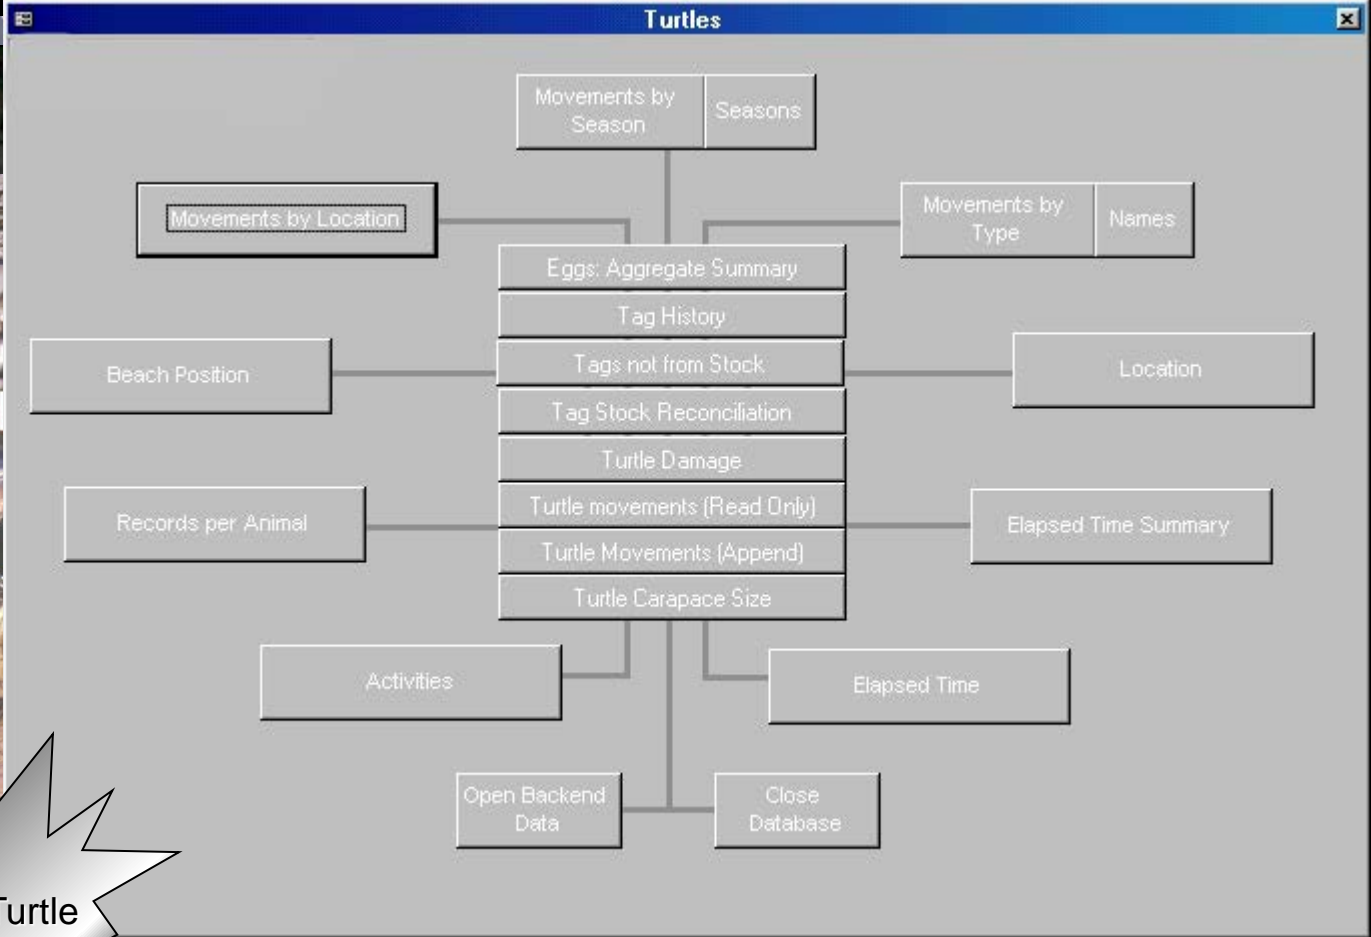 Turtles
Movements by
Season
Seasons
Movements by Location
Movements by
Type
Names
Eggs: Aggregate Summary
Tag History
Tags not from Stock
Tag Stock Reconciliation
Turtle Damage
Turtle movements (Read Only)
Turtle Movements (Append)
Turtle Carapace Size
Beach Position
Location
Records per Animal
Elapsed Time Summary
Activities
Elapsed Time
Open Backend
Data
Close
Database
Turtle